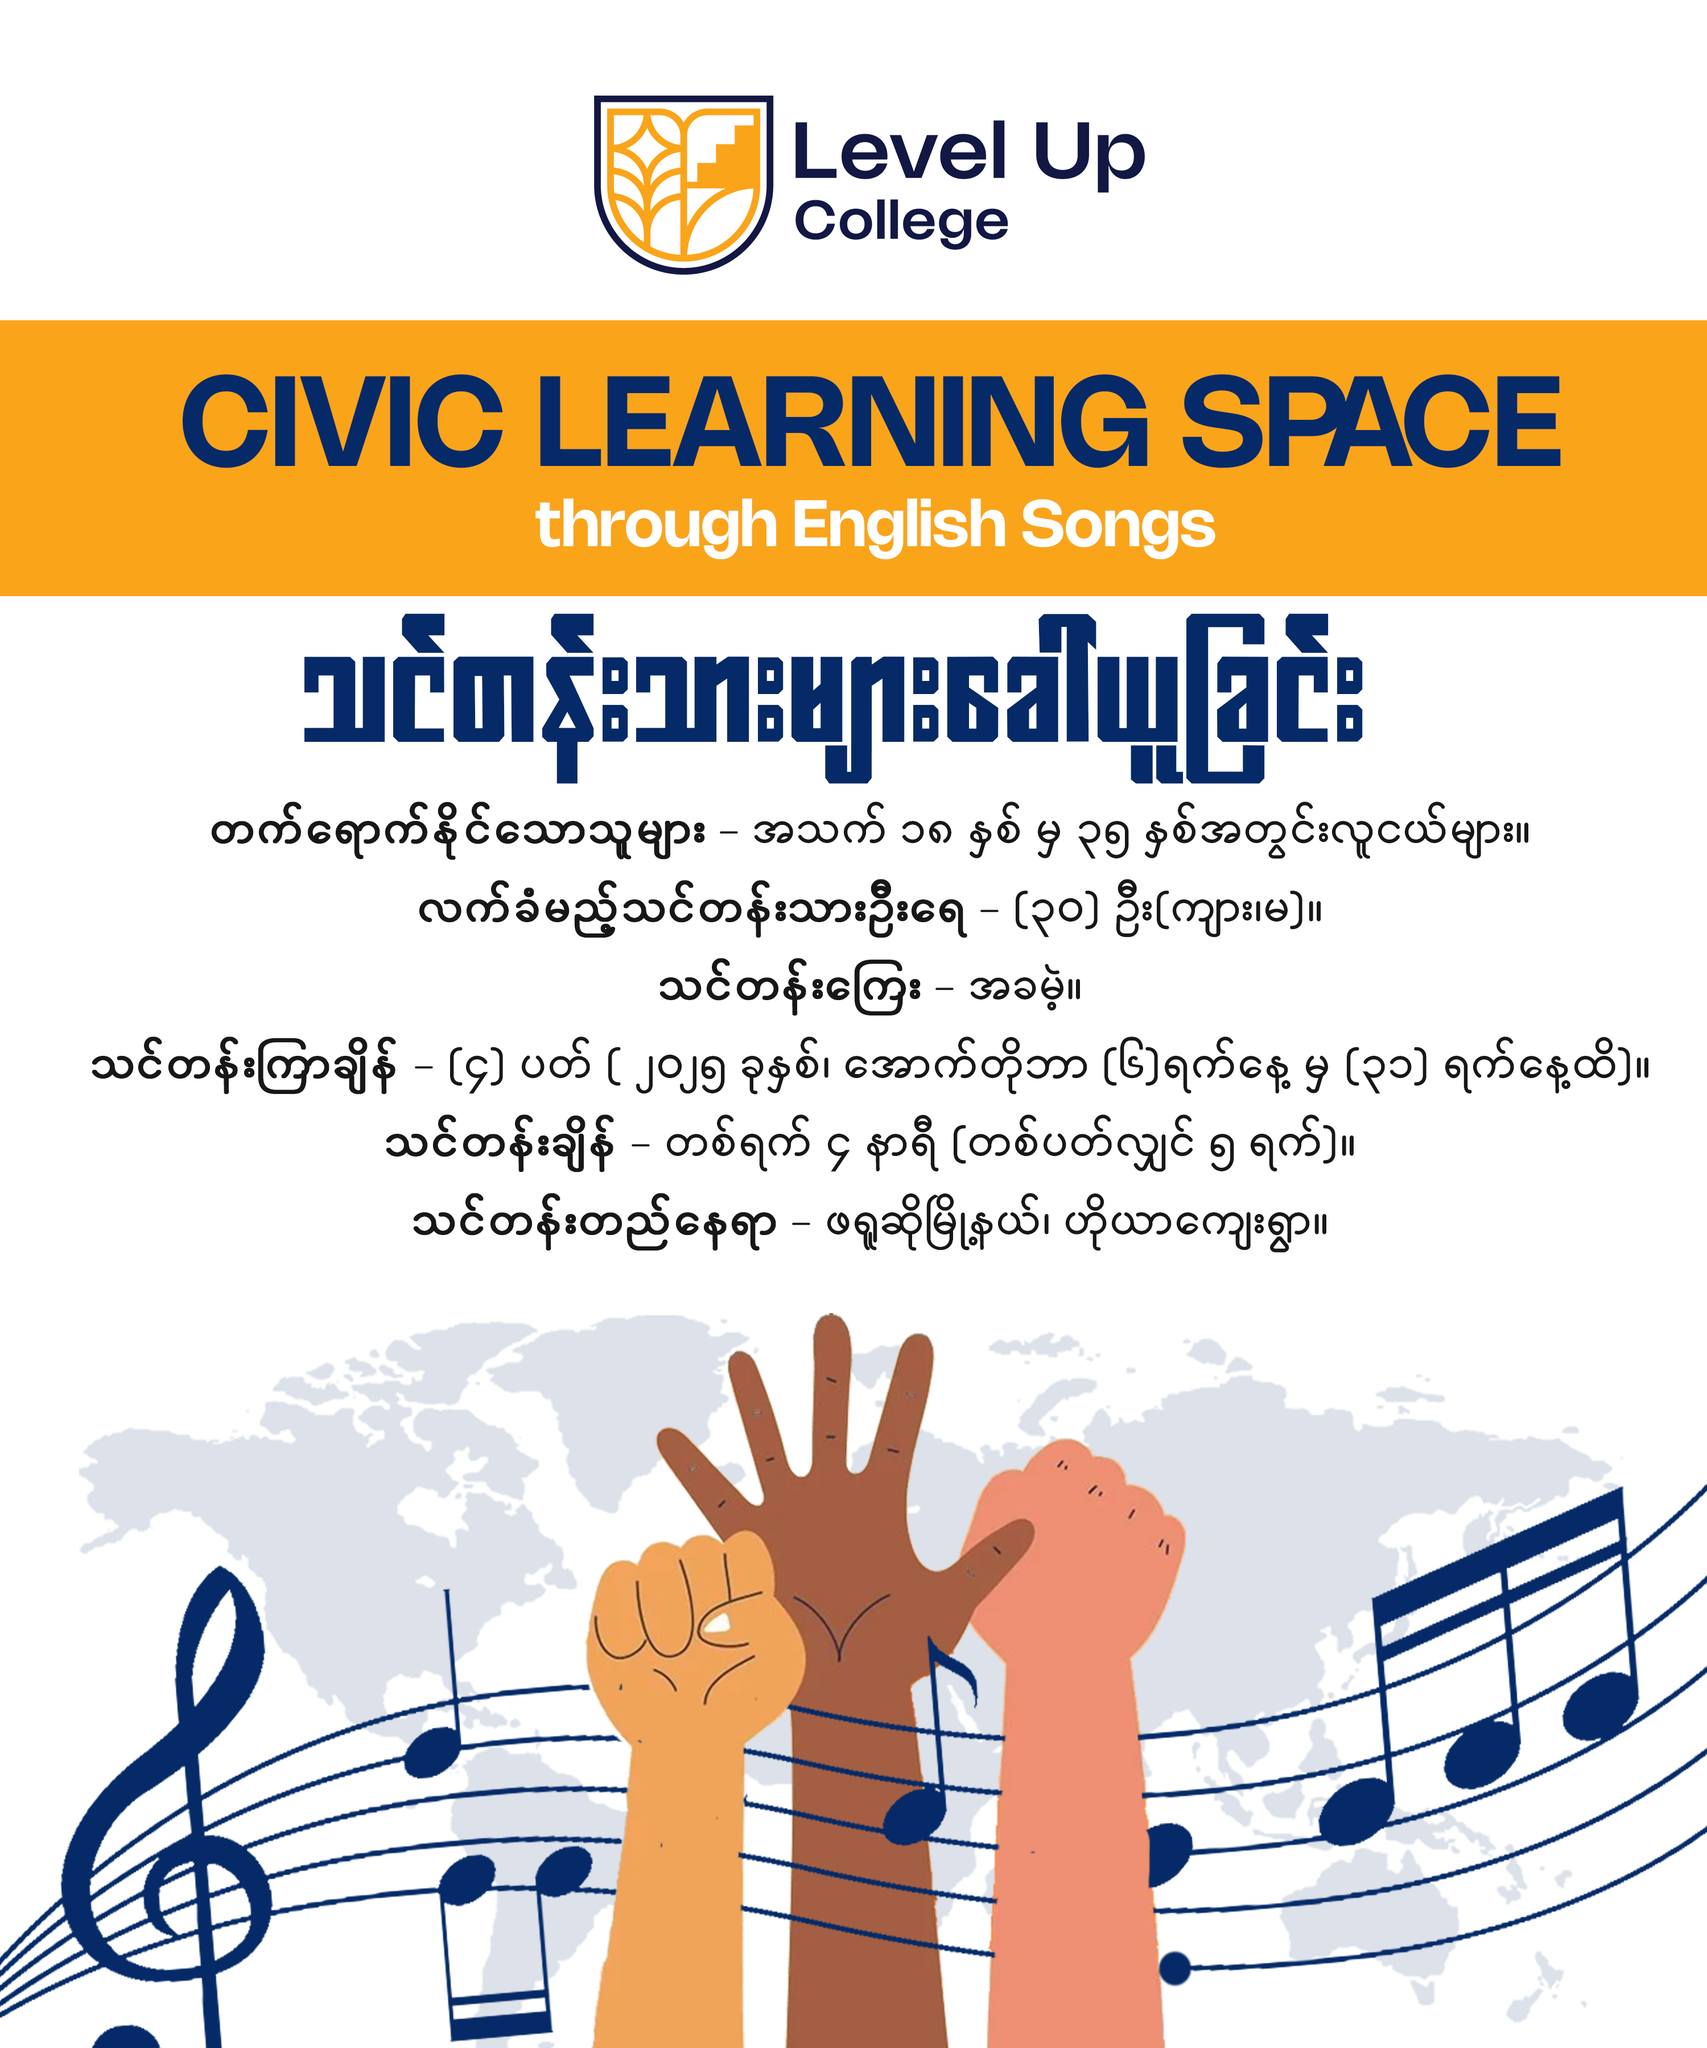 Level Up
College
CIVIC LEARNING SPACE
through English Songs
သင်တန်းသားများခေါ်ယူခြင်း
တက်ရောက်နိုင်သောသူများ – အသက် ၁၈ နှစ် မှ ၃၅ နှစ်အတွင်းလူငယ်များ။
လက်ခံမည့်သင်တန်းသားဦးရေ – (၃၀) ဦး(ကျား၊မ)။
သင်တန်းကြေး – အခမဲ့။
သင်တန်းကြာချိန် – (၄) ပတ် ( ၂၀၂၅ ခုနှစ်၊ အောက်တိုဘာ (၆)ရက်နေ့ မှ (၃၁) ရက်နေ့ထိ)။
သင်တန်းချိန် – တစ်ရက် ၄ နာရီ (တစ်ပတ်လျှင် ၅ ရက်)။
သင်တန်းတည်နေရာ – ဖရူဆိုမြို့နယ်၊ ဟိုယာကျေးရွာ။